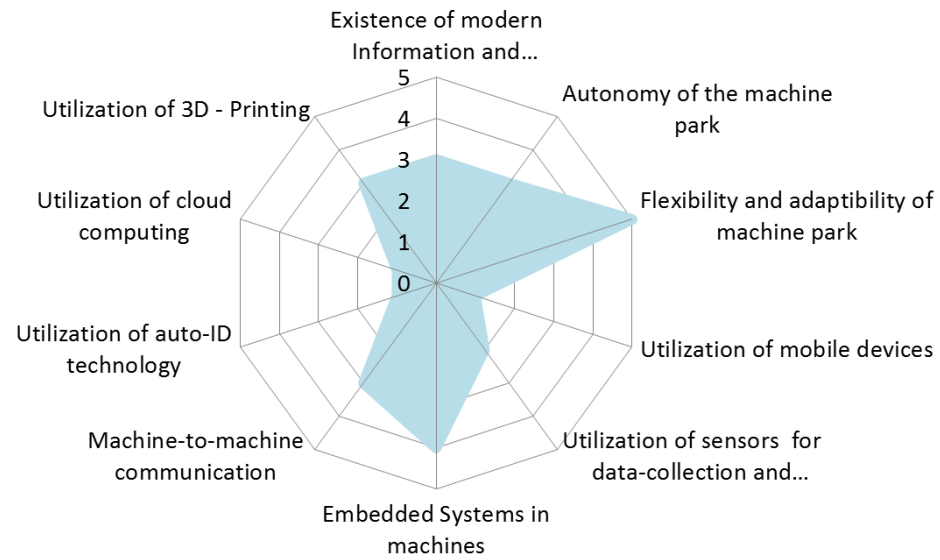 Existence of modern
Information and...
Autonomy of the machine
park
Flexibility and adaptibility of
machine park
Utilization of mobile devices
Utilization of sensors for
data-collection and...
Embedded Systems in
machines
Machine-to-machine
communication
Utilization of auto-ID
technology
Utilization of cloud
computing
Utilization of 3D - Printing
5
4
3
2
1
0